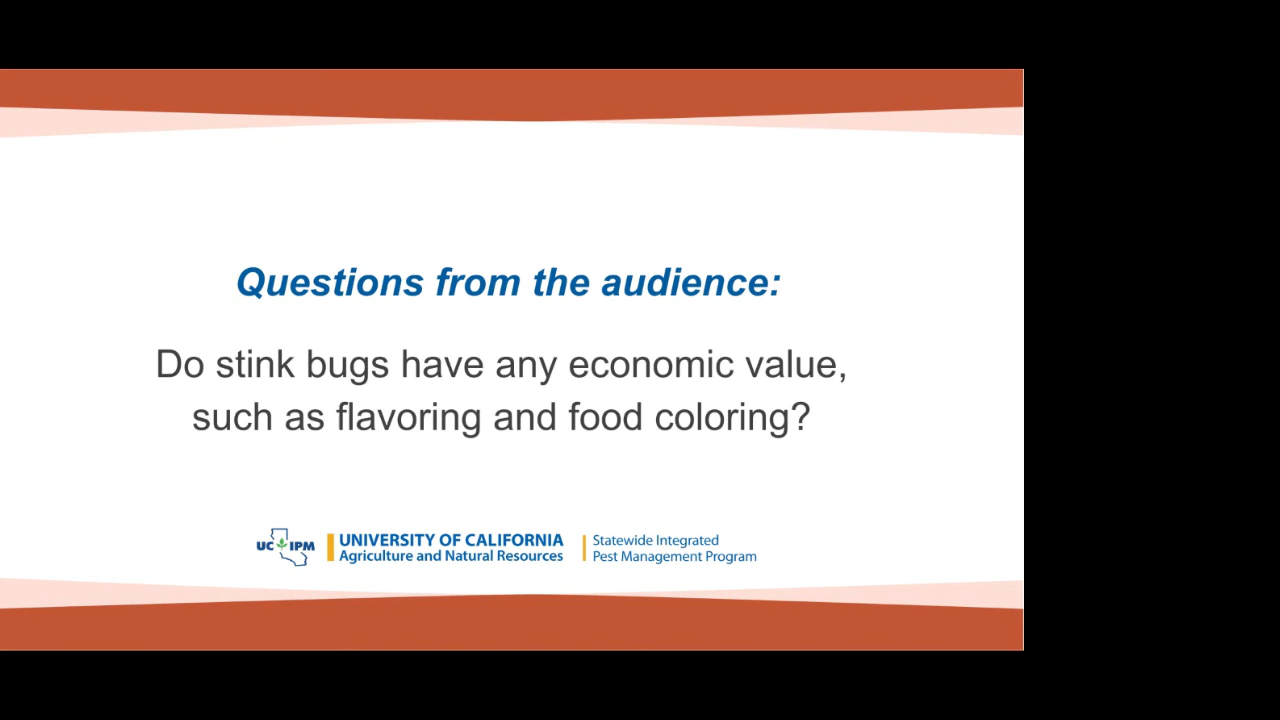 Questions from the audience:
Do stink bugs have any economic value,
such as flavoring and food coloring?
UC IPM
UNIVERSITY OF CALIFORNIA
Agriculture and Natural Resources
Statewide Integrated
Pest Management Program